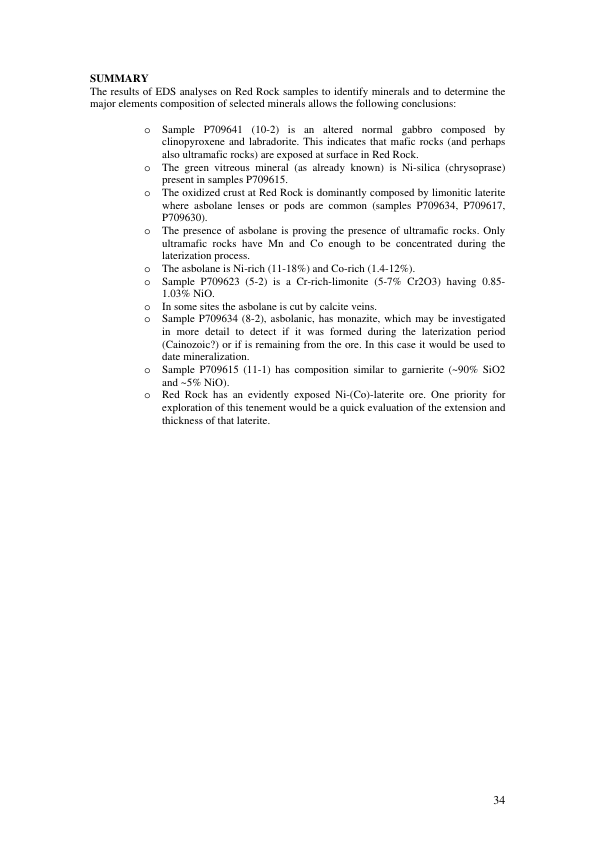 SUMMARY
The results of EDS analyses on Red Rock samples to identify minerals and to determine the
major elements composition of selected minerals allows the following conclusions:
o Sample P709641 (10-2) is an altered normal gabbro composed by
clinopyroxene and labradorite. This indicates that mafic rocks (and perhaps
also ultramafic rocks) are exposed at surface in Red Rock.
o The green vitreous mineral (as already known) is Ni-silica (chrysoprase)
present in samples P709615.
o The oxidized crust at Red Rock is dominantly composed by limonitic laterite
where asbolane lenses or pods are common (samples P709634, P709617,
P709630).
o The presence of asbolane is proving the presence of ultramafic rocks. Only
ultramafic rocks have Mn and Co enough to be concentrated during the
laterization process.
o The asbolane is Ni-rich (11-18%) and Co-rich (1.4-12%).
o Sample P709623 (5-2) is a Cr-rich-limonite (5-7% Cr2O3) having 0.85-
1.03% NiO.
o In some sites the asbolane is cut by calcite veins.
o Sample P709634 (8-2), asbolanic, has monazite, which may be investigated
in more detail to detect if it was formed during the laterization period
(Cainozoic?) or if is remaining from the ore. In this case it would be used to
date mineralization.
o Sample P709615 (11-1) has composition similar to garnierite (~90% SiO2
and ~5% NiO).
o Red Rock has an evidently exposed Ni-(Co)-laterite ore. One priority for
exploration of this tenement would be a quick evaluation of the extension and
thickness of that laterite.
34